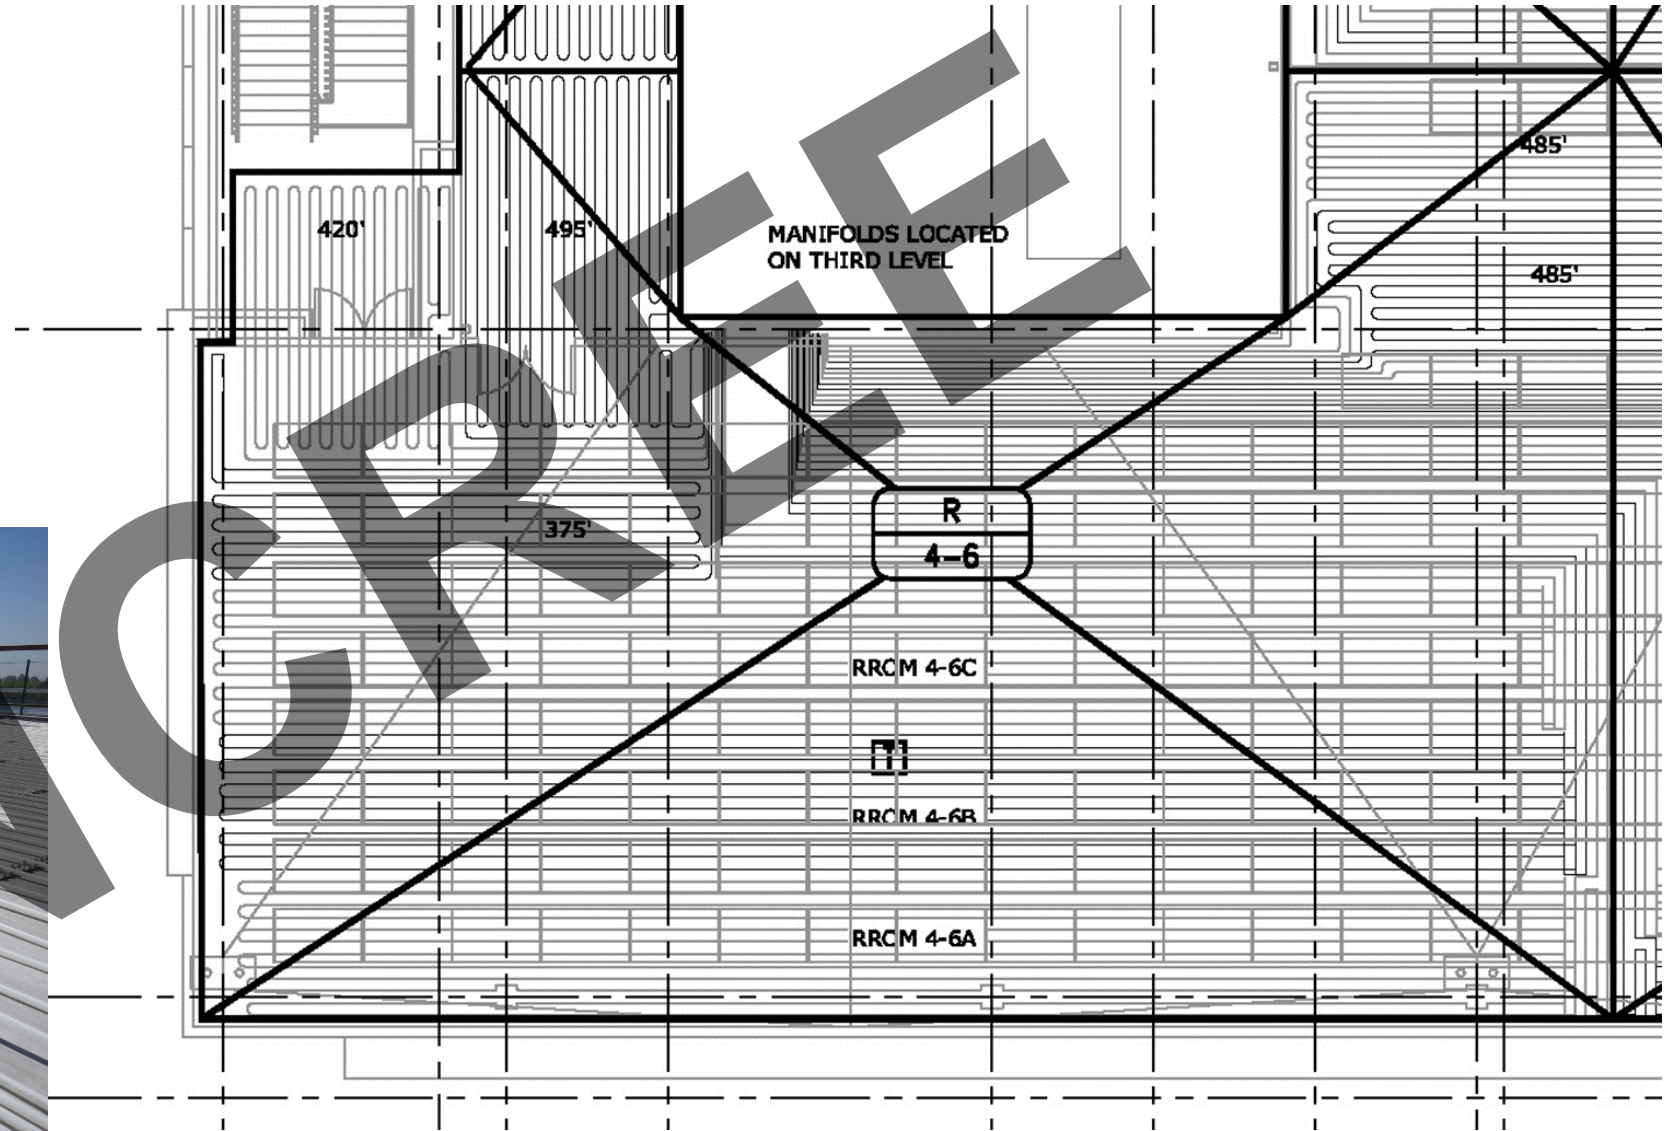 485'
420'
495'
MANIFOLDS LOCATED
ON THIRD LEVEL
485'
R
4-6
375'
RRCM 4-6C
T
RRCM 4-6B
RRCM 4-6A
NCREE